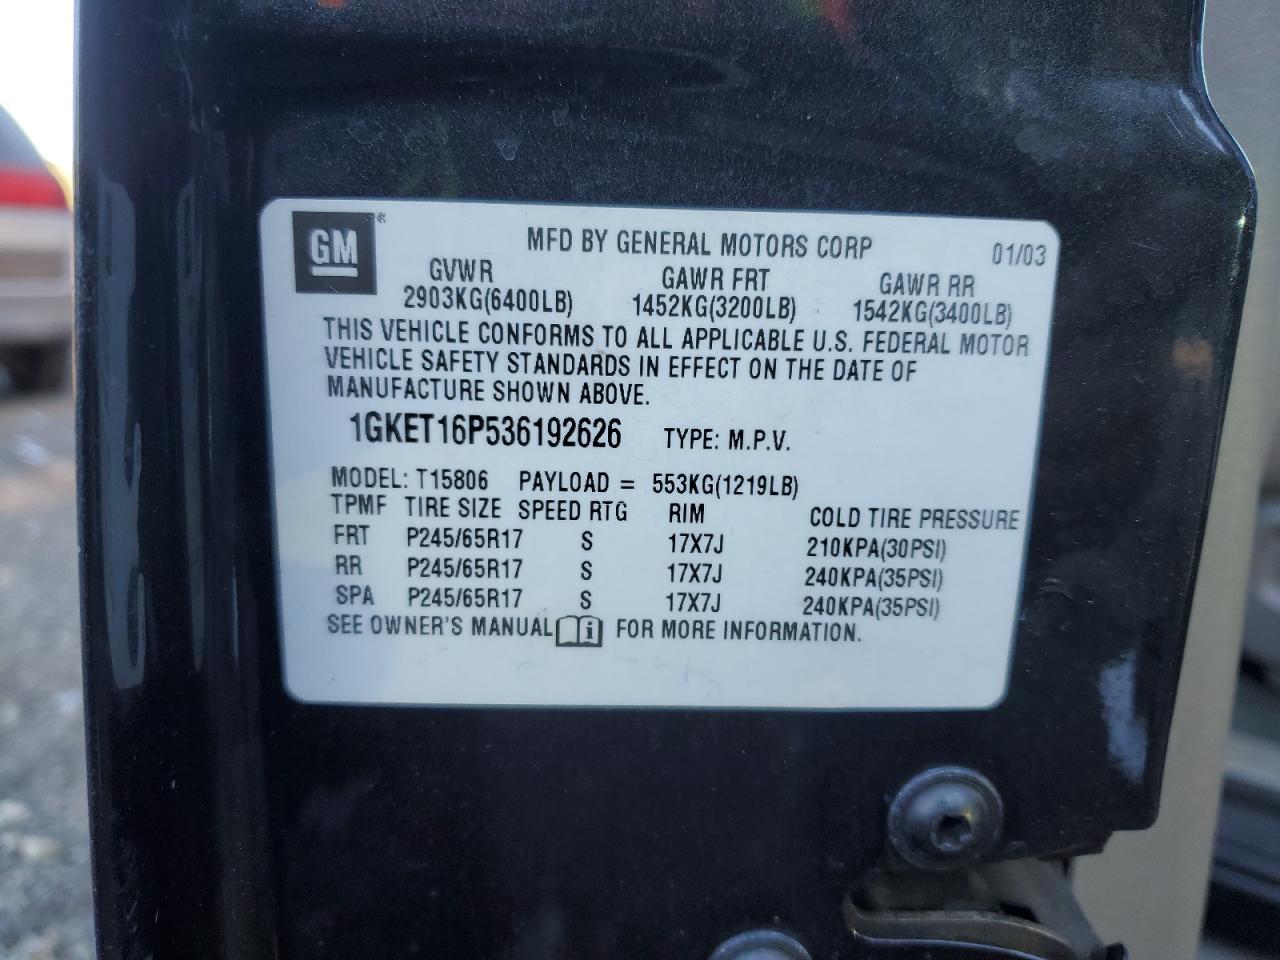 GM ®
MFD BY GENERAL MOTORS CORP 01/03
GVWR GAWR FRT GAWR RR
2903KG(6400LB) 1452KG(3200LB) 1542KG(3400LB)
THIS VEHICLE CONFORMS TO ALL APPLICABLE U.S. FEDERAL MOTOR
VEHICLE SAFETY STANDARDS IN EFFECT ON THE DATE OF
MANUFACTURE SHOWN ABOVE.
1GKET16P536192626 TYPE: M.P.V.
MODEL: T15806 PAYLOAD = 553KG(1219LB)
TPMF TIRE SIZE SPEED RTG RIM COLD TIRE PRESSURE
FRT P245/65R17 S 17X7J 210KPA(30PSI)
RR P245/65R17 S 17X7J 240KPA(35PSI)
SPA P245/65R17 S 17X7J 240KPA(35PSI)
SEE OWNER'S MANUAL i FOR MORE INFORMATION.